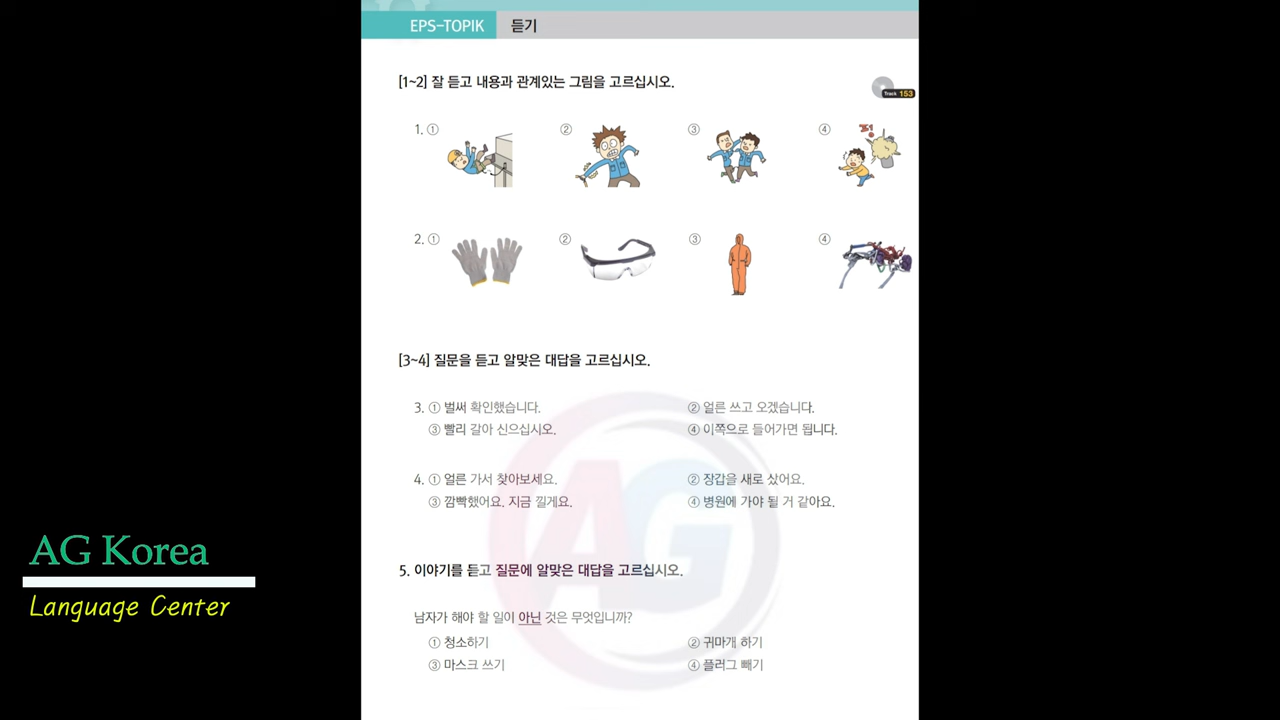 EPS-TOPIK 듣기
[1~2] 잘 듣고 내용과 관계있는 그림을 고르십시오.
Track 153
1. ① ② ③ ④
2. ① ② ③ ④
[3~4] 질문을 듣고 알맞은 대답을 고르십시오.
3. ① 벌써 확인했습니다. ② 얼른 쓰고 오겠습니다.
③ 빨리 갈아 신으십시오. ④ 이쪽으로 들어가면 됩니다.
4. ① 얼른 가서 찾아보세요. ② 장갑을 새로 샀어요.
③ 깜빡했어요. 지금 낄게요. ④ 병원에 가야 될 거 같아요.
AG
5. 이야기를 듣고 질문에 알맞은 대답을 고르십시오.
남자가 해야 할 일이 아닌 것은 무엇입니까?
① 청소하기 ② 귀마개 하기
③ 마스크 쓰기 ④ 플러그 빼기
AG Korea
Language Center